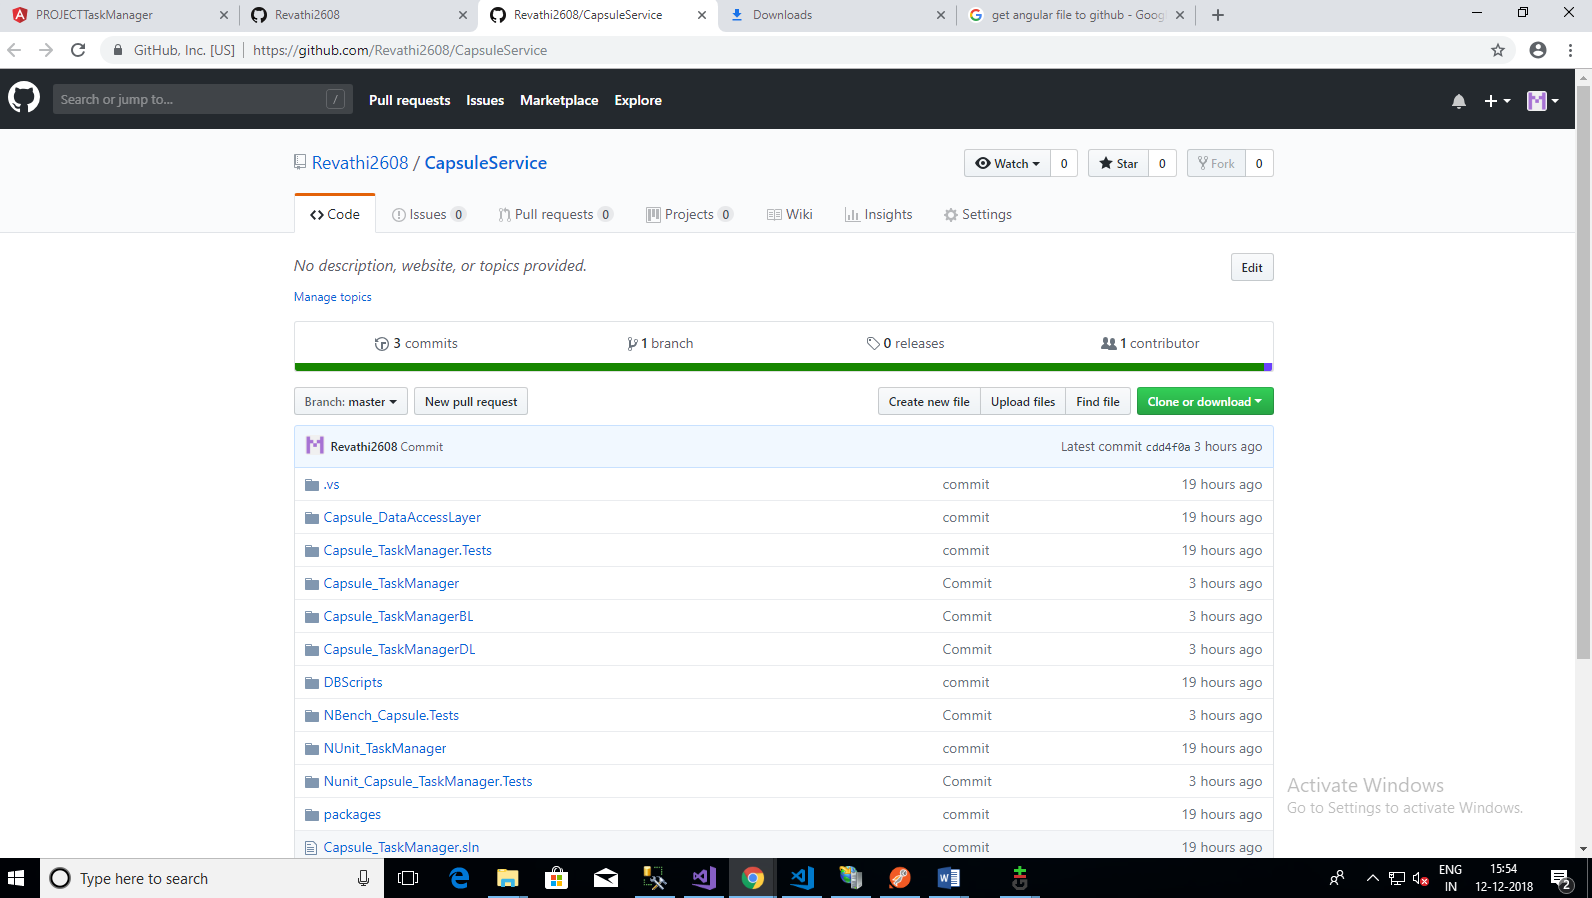 PROJECTTaskManager
Revathi2608
Revathi2608/CapsuleService
Downloads
get angular file to github - Goog
GitHub, Inc. [US] https://github.com/Revathi2608/CapsuleService
Search or jump to... /
Pull requests Issues Marketplace Explore
Revathi2608 / CapsuleService
Watch 0 Star 0 Fork 0
Code Issues 0 Pull requests 0 Projects 0 Wiki Insights Settings
No description, website, or topics provided.
Edit
Manage topics
3 commits 1 branch 0 releases 1 contributor
Branch: master New pull request Create new file Upload files Find file Clone or download
Revathi2608 Commit Latest commit cdd4f0a 3 hours ago
.vs commit 19 hours ago
Capsule_DataAccessLayer commit 19 hours ago
Capsule_TaskManager.Tests commit 19 hours ago
Capsule_TaskManager Commit 3 hours ago
Capsule_TaskManagerBL Commit 3 hours ago
Capsule_TaskManagerDL Commit 3 hours ago
DBScripts commit 19 hours ago
NBench_Capsule.Tests Commit 3 hours ago
NUnit_TaskManager commit 19 hours ago
Nunit_Capsule_TaskManager.Tests Commit 3 hours ago
packages commit 19 hours ago
Capsule_TaskManager.sln commit 19 hours ago
Activate Windows
Go to Settings to activate Windows.
Type here to search
ENG
IN
15:54
12-12-2018
2